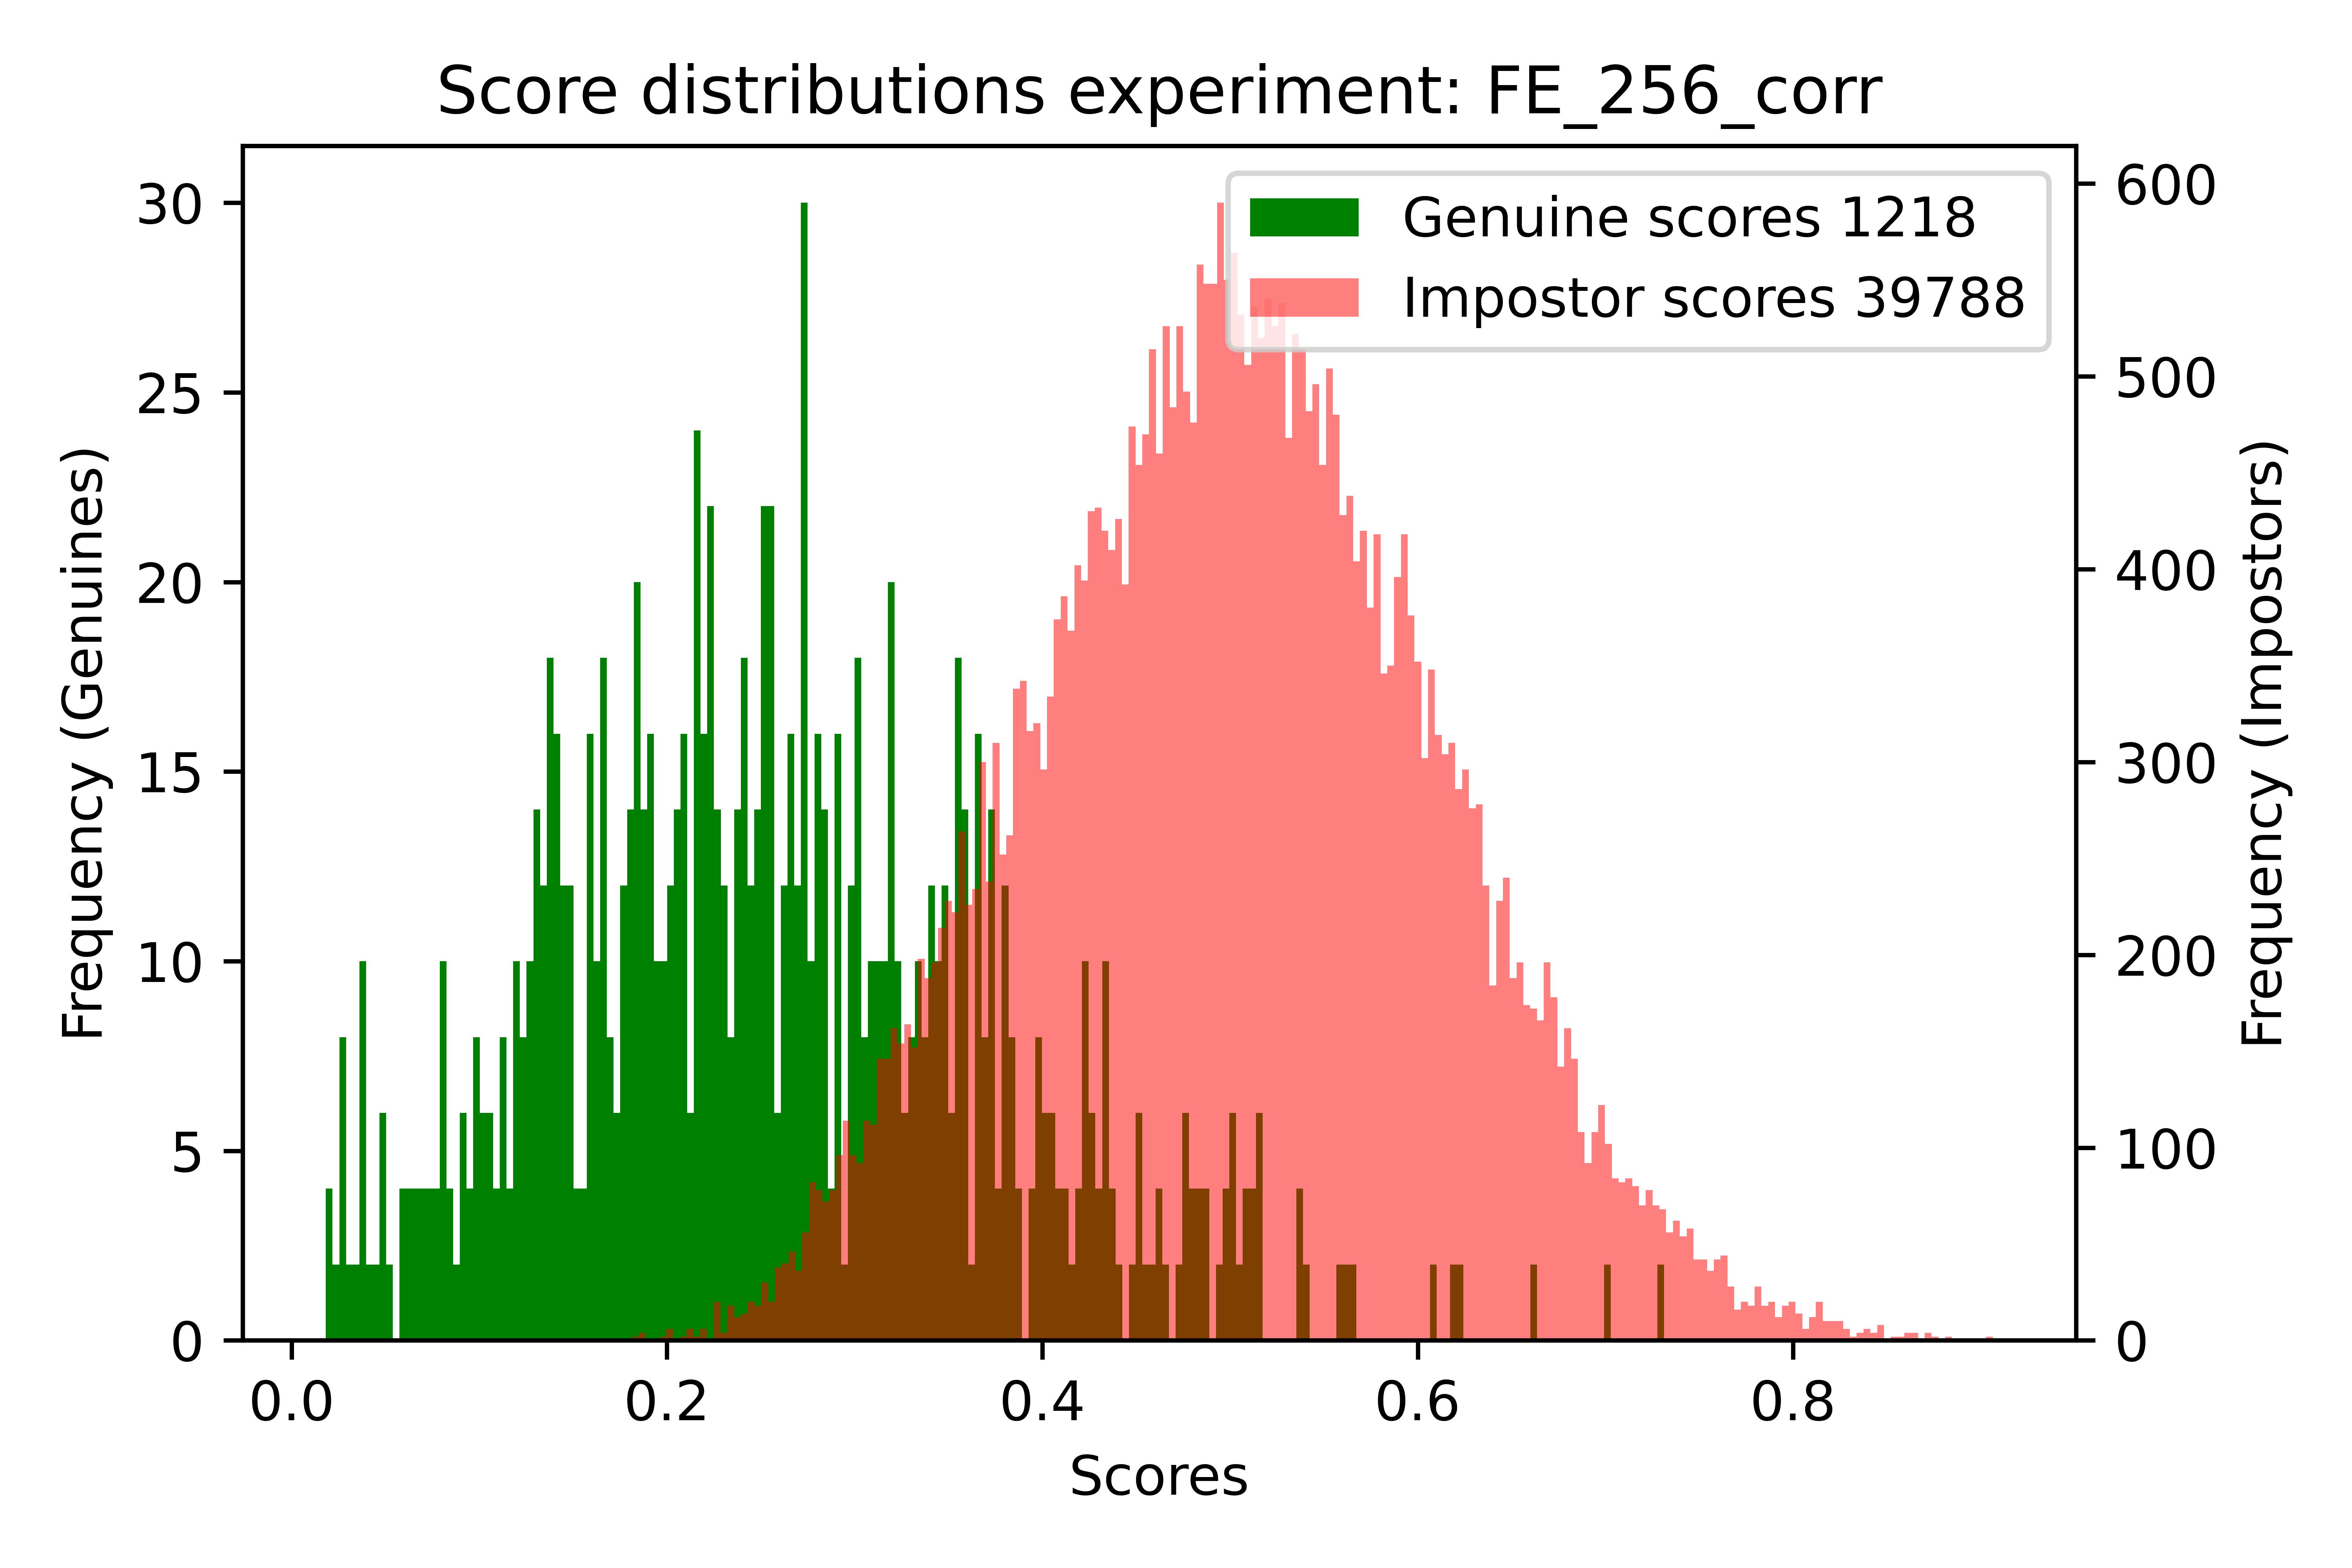 Score distributions experiment: FE_256_corr
Genuine scores 1218
Impostor scores 39788
Frequency (Genuines)
30
25
20
15
10
5
0
Frequency (Impostors)
600
500
400
300
200
100
0
0.0 0.2 0.4 0.6 0.8
Scores